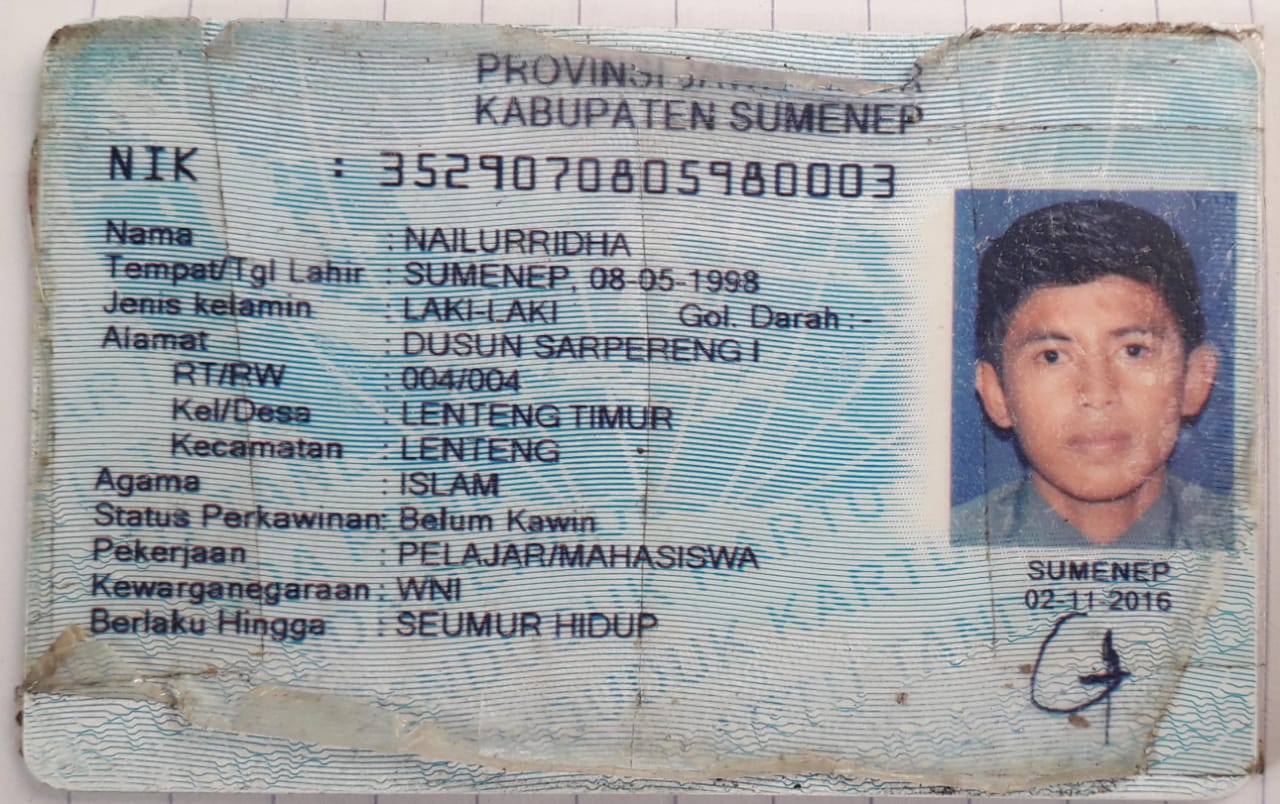 PROVINSI
KABUPATEN SUMENEP
NIK : 3529070805980003
Nama : NAILURRIDHA
Tempat/Tgl Lahir : SUMENEP, 08-05-1998
Jenis kelamin : LAKI-LAKI Gol. Darah : -
Alamat : DUSUN SARPERENG I
RT/RW : 004/004
Kel/Desa : LENTENG TIMUR
Kecamatan : LENTENG
Agama : ISLAM
Status Perkawinan: Belum Kawin
Pekerjaan : PELAJAR/MAHASISWA
Kewarganegaraan : WNI
Berlaku Hingga : SEUMUR HIDUP
SUMENEP
02-11-2016